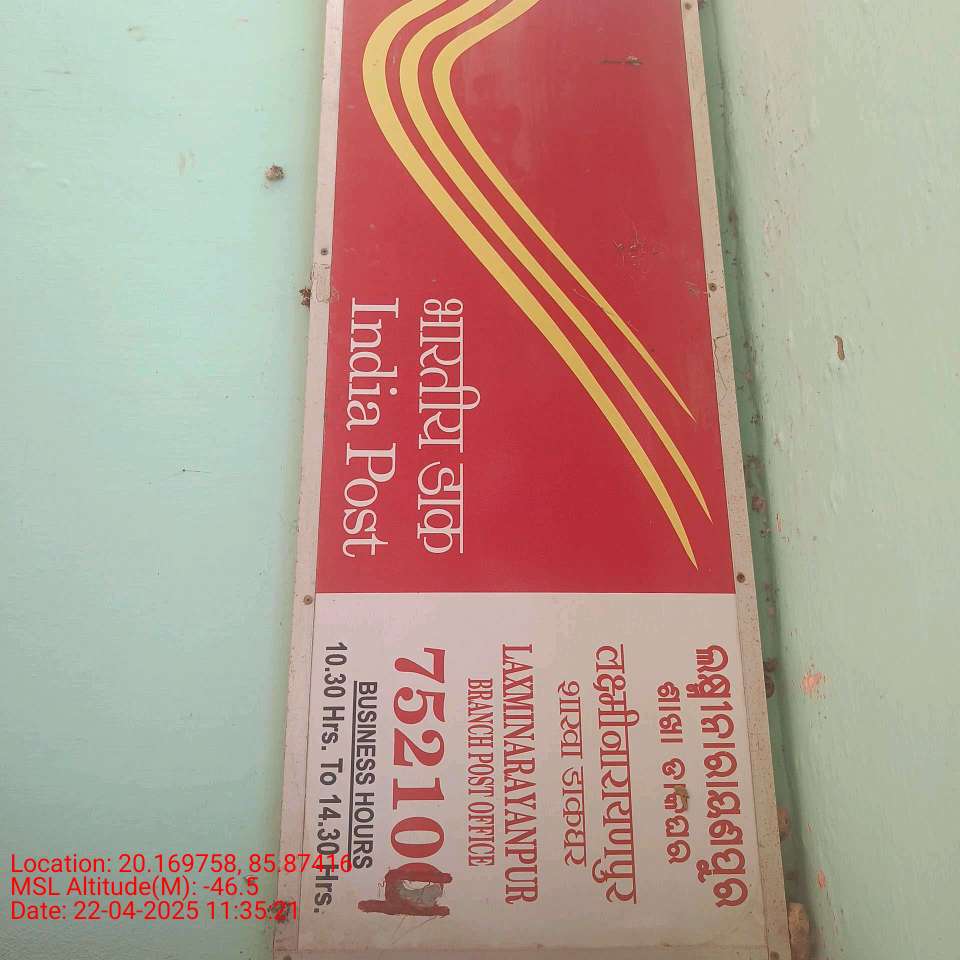 भारतीय डाक
India Post
ଲକ୍ଷ୍ମୀନାରାୟଣପୁର
ଶାଖା ଡାକଘର
लक्ष्मीनारायणपुर
शाखा डाकघर
LAXMINARAYANPUR
BRANCH POST OFFICE
75210
BUSINESS HOURS
10.30 Hrs. To 14.30 Hrs.
Location: 20.169758, 85.87416
MSL Altitude(M): -46.5
Date: 22-04-2025 11:35:21